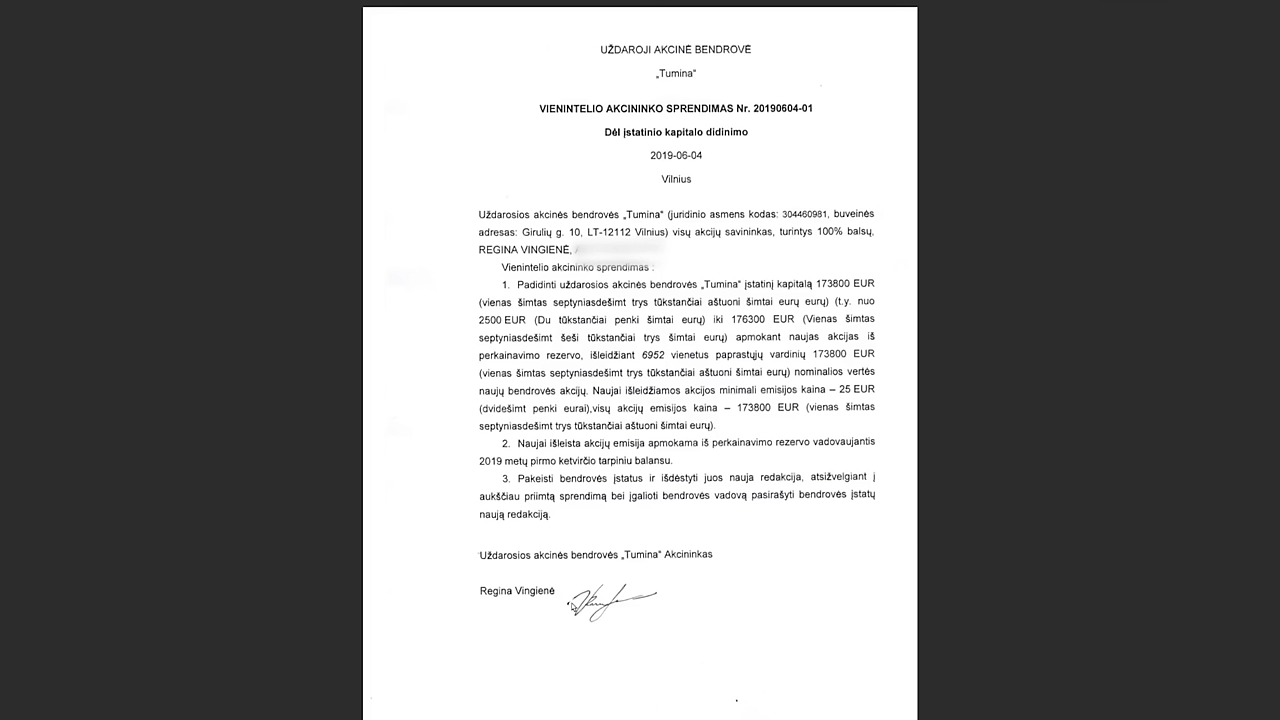 UŽDAROJI AKCINĖ BENDROVĖ
„Tumina“
VIENINTELIO AKCININKO SPRENDIMAS Nr. 20190604-01
Dėl įstatinio kapitalo didinimo
2019-06-04
Vilnius
Uždarosios akcinės bendrovės „Tumina“ (juridinio asmens kodas: 304460981, buveinės
adresas: Girulių g. 10, LT-12112 Vilnius) visų akcijų savininkas, turintys 100% balsų,
REGINA VINGIENĖ,
Vienintelio akcininko sprendimas :
1. Padidinti uždarosios akcinės bendrovės „Tumina“ įstatinį kapitalą 173800 EUR
(vienas šimtas septyniasdešimt trys tūkstančiai aštuoni šimtai eurų eurų) (t.y. nuo
2500 EUR (Du tūkstančiai penki šimtai eurų) iki 176300 EUR (Vienas šimtas
septyniasdešimt šeši tūkstančiai trys šimtai eurų) apmokant naujas akcijas iš
perkainavimo rezervo, išleidžiant 6952 vienetus paprastųjų vardinių 173800 EUR
(vienas šimtas septyniasdešimt trys tūkstančiai aštuoni šimtai eurų) nominalios vertės
naujų bendrovės akcijų. Naujai išleidžiamos akcijos minimali emisijos kaina – 25 EUR
(dvidešimt penki eurai),visų akcijų emisijos kaina – 173800 EUR (vienas šimtas
septyniasdešimt trys tūkstančiai aštuoni šimtai eurų).
2. Naujai išleista akcijų emisija apmokama iš perkainavimo rezervo vadovaujantis
2019 metų pirmo ketvirčio tarpiniu balansu.
3. Pakeisti bendrovės įstatus ir išdėstyti juos nauja redakcija, atsižvelgiant į
aukščiau priimtą sprendimą bei įgalioti bendrovės vadovą pasirašyti bendrovės įstatų
naują redakciją.
Uždarosios akcinės bendrovės „Tumina“ Akcininkas
Regina Vingienė